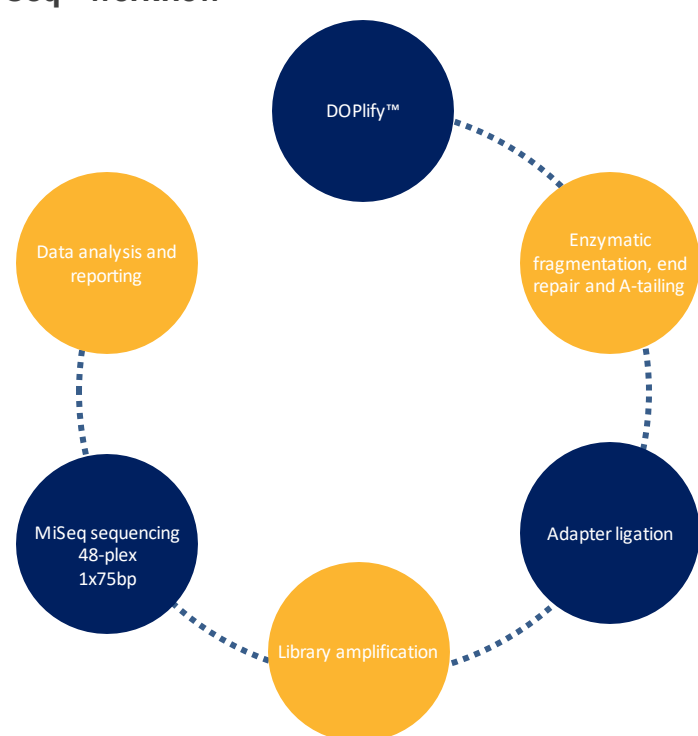 DOPlify™
Enzymatic
fragmentation, end
repair and A-tailing
Adapter ligation
Library amplification
MiSeq sequencing
48-plex
1x75bp
Data analysis and
reporting